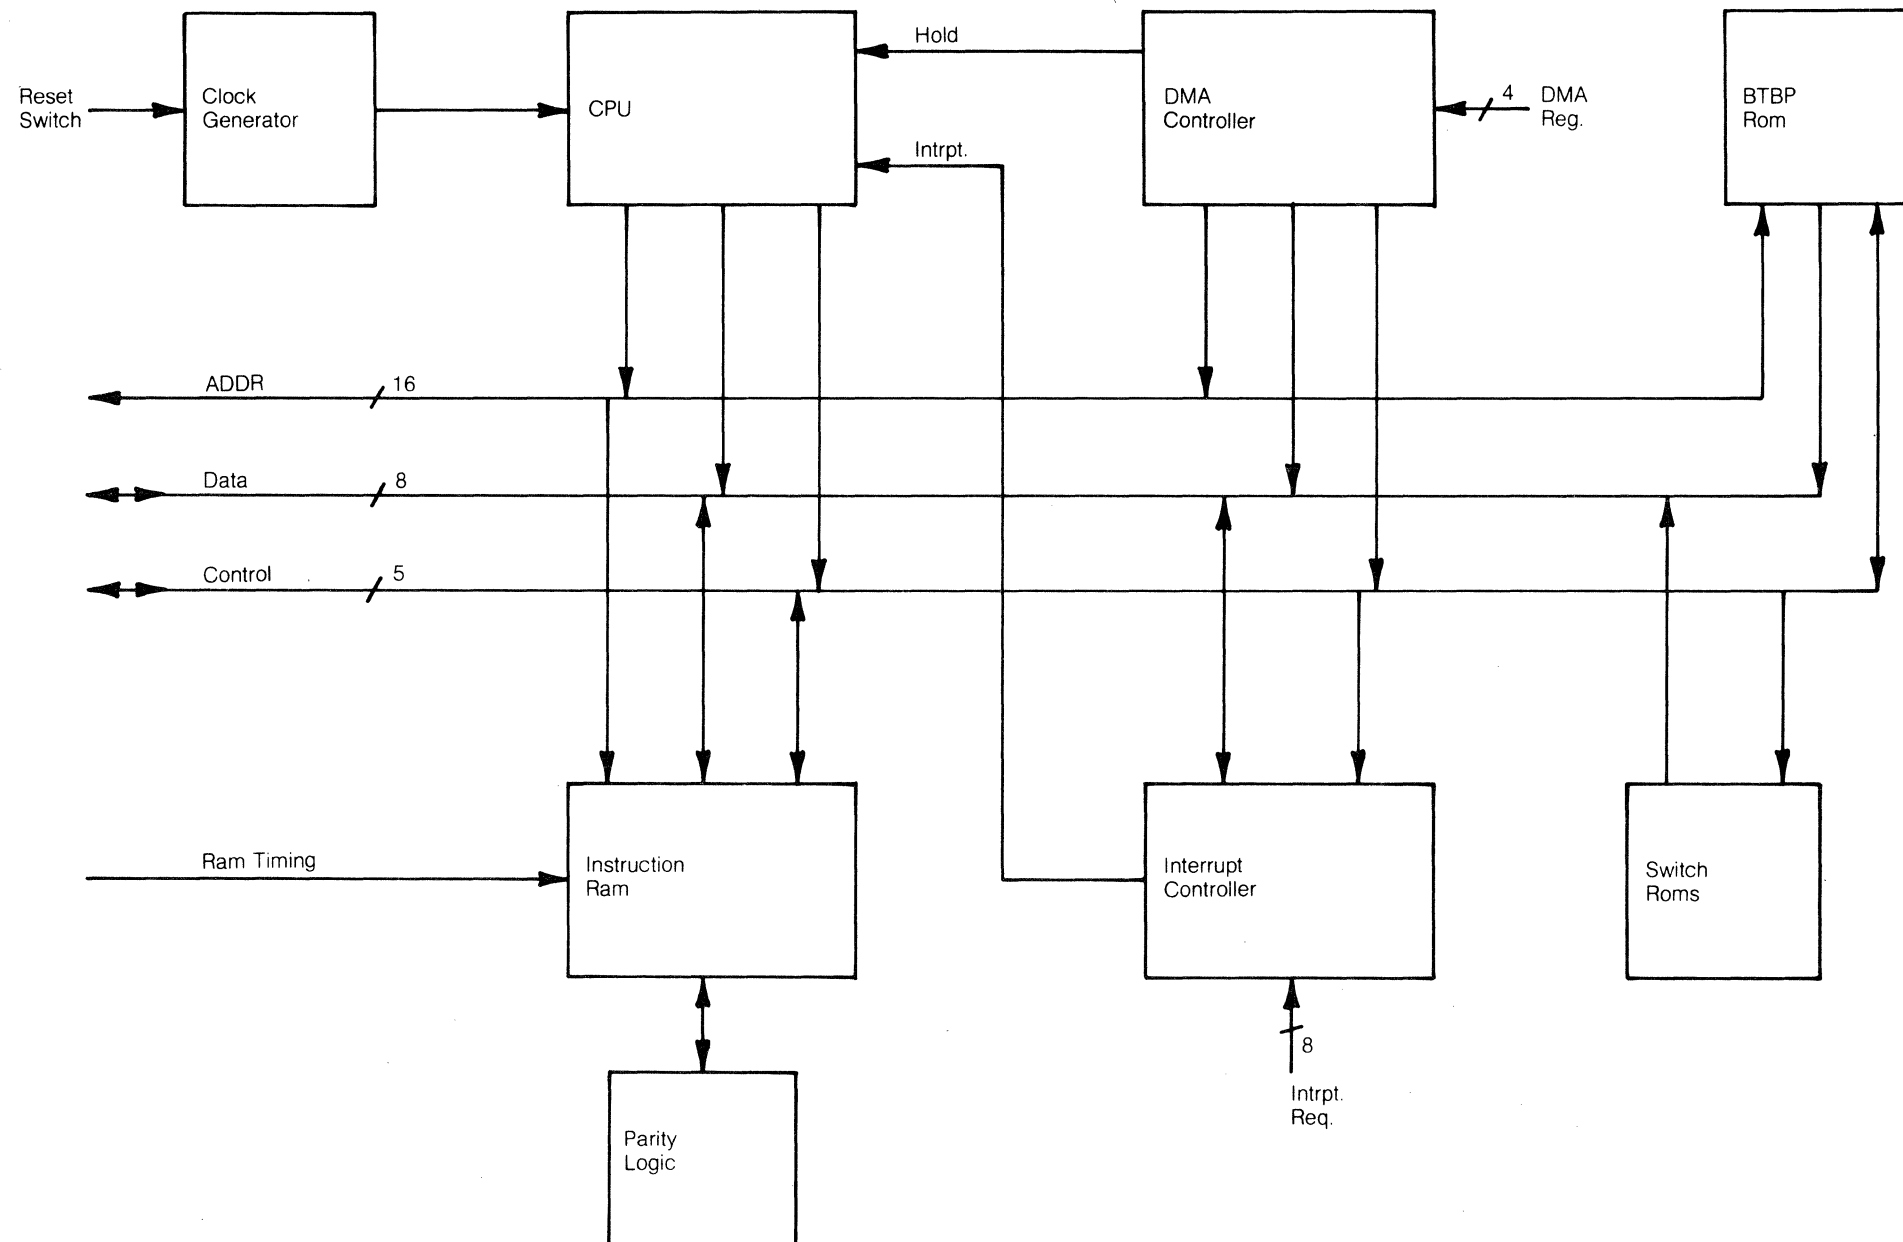 Hold
Reset
Switch
Clock
Generator
CPU
DMA
Controller
4
DMA
Reg.
BTBP
Rom
Intrpt.
ADDR
16
Data
8
Control
5
Ram Timing
Instruction
Ram
Interrupt
Controller
Switch
Roms
8
Intrpt.
Req.
Parity
Logic